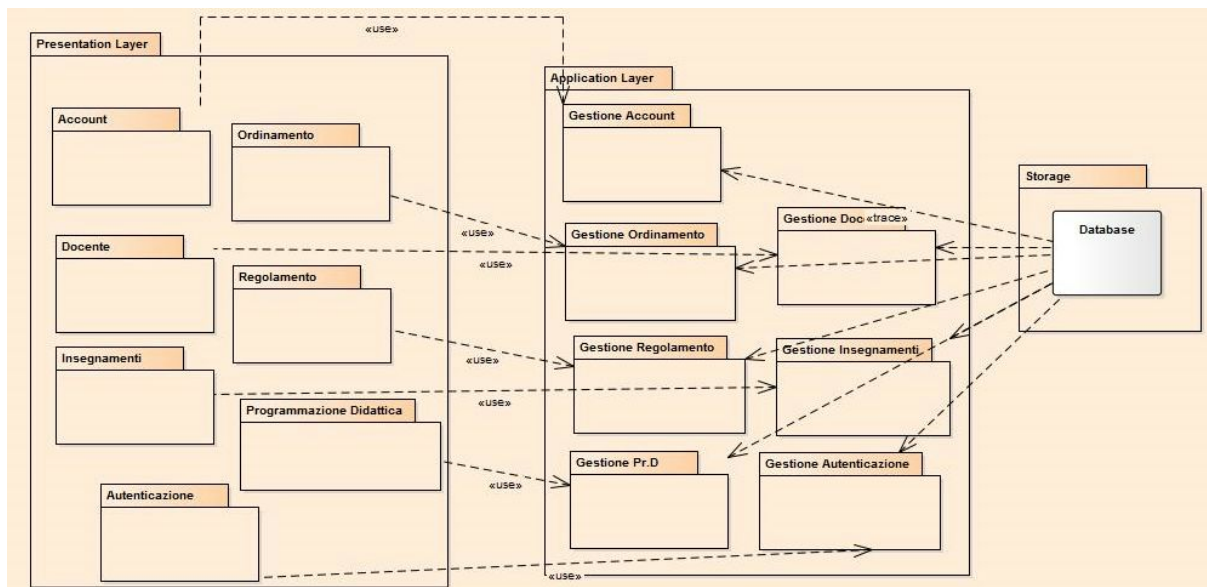 «use»
Presentation Layer
Application Layer
Account
Gestione Account
Ordinamento
Storage
Gestione Doc
«trace»
Database
«use»
Gestione Ordinamento
Docente
«use»
Regolamento
Gestione Regolamento
Gestione Insegnamenti
Insegnamenti
«use»
«use»
Programmazione Didattica
Gestione Pr.D
Gestione Autenticazione
«use»
Autenticazione
«use»